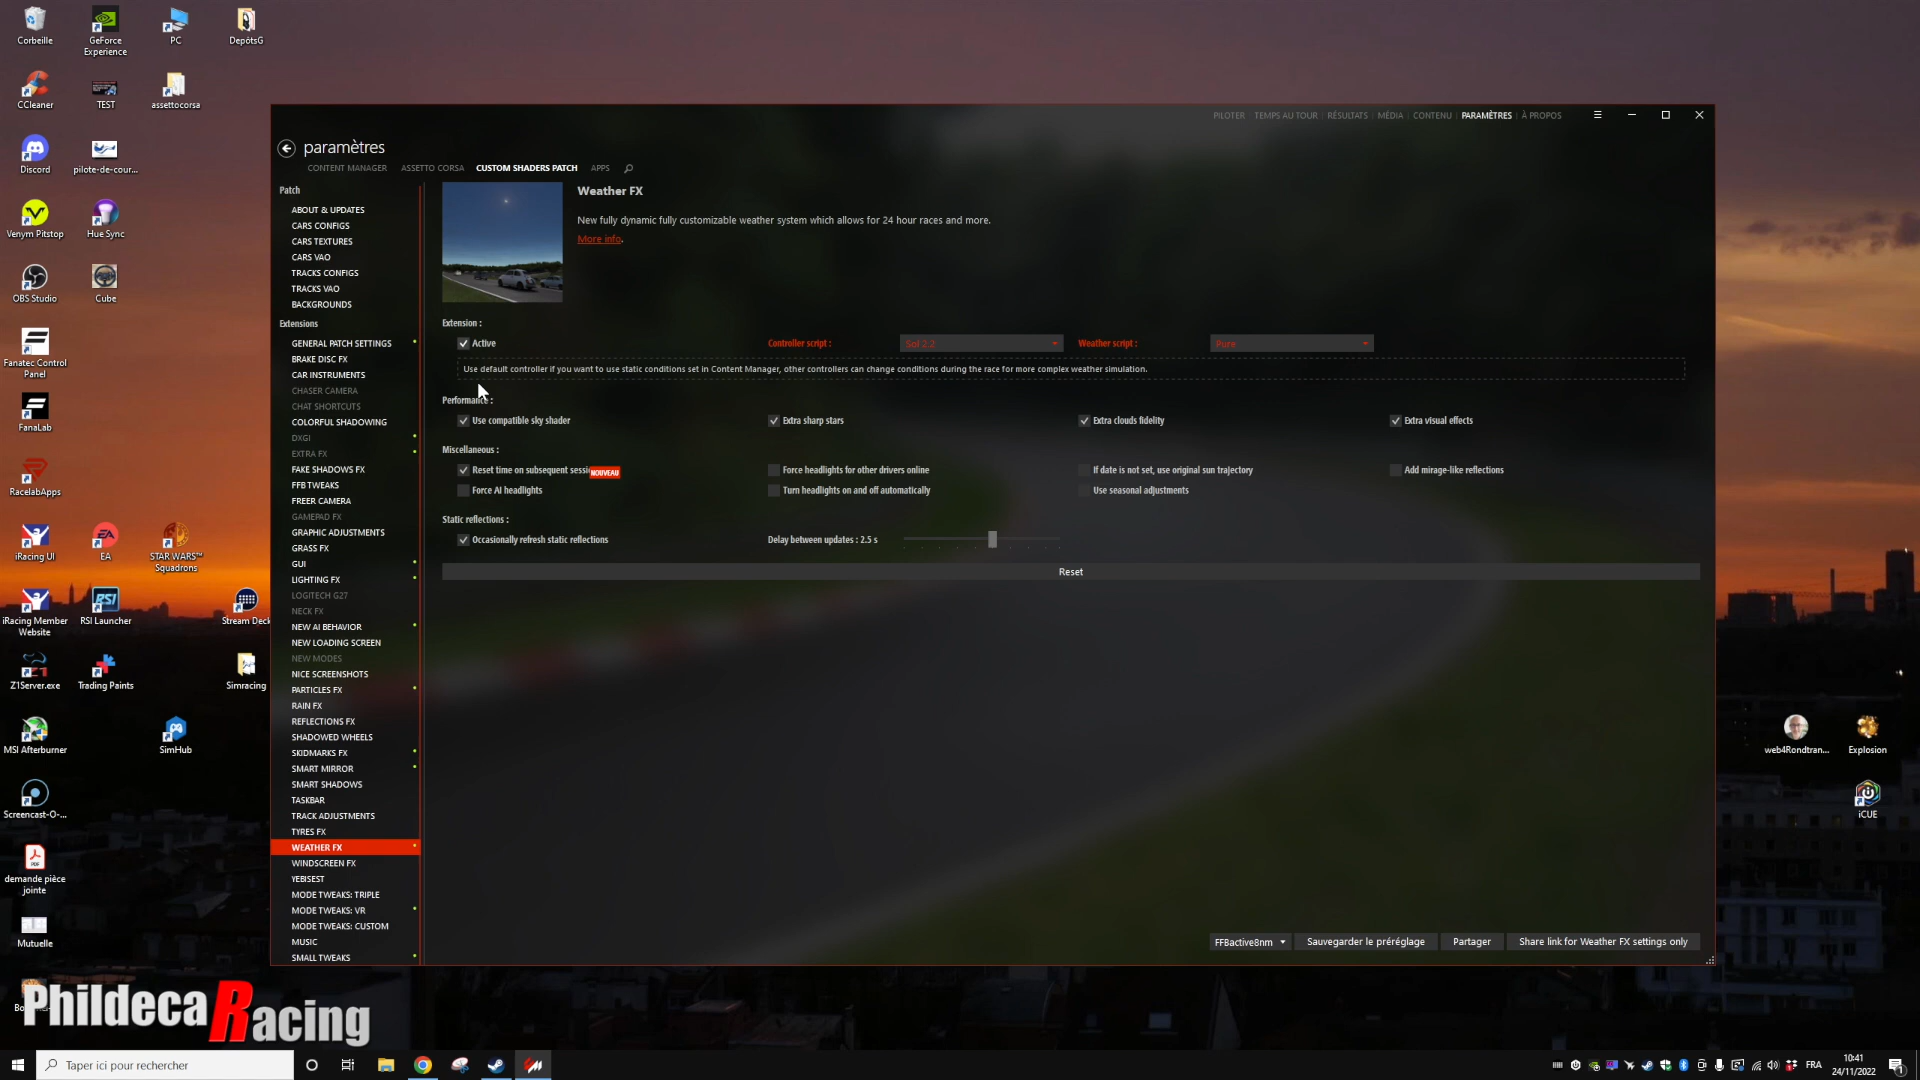 Corbeille
GeForce
Experience
PC
DepôtsG
CCleaner
TEST
assettocorsa
Discord
pilote-de-cour...
Venym Pitstop
Hue Sync
OBS Studio
Cube
Fanatec Control
Panel
FanaLab
RacelabApps
iRacing UI
EA
STAR WARS™
Squadrons
iRacing Member
Website
RSI Launcher
Stream Deck
Z1Server.exe
Trading Paints
Simracing
MSI Afterburner
SimHub
Screencast-O-...
demande pièce
jointe
Mutuelle
PILOTER TEMPS AU TOUR | RÉSULTATS | MÉDIA | CONTENU | PARAMÈTRES | À PROPOS
paramètres
CONTENT MANAGER ASSETTO CORSA CUSTOM SHADERS PATCH APPS
Patch
ABOUT & UPDATES
CARS CONFIGS
CARS TEXTURES
CARS VAO
TRACKS CONFIGS
TRACKS VAO
BACKGROUNDS
Extensions
GENERAL PATCH SETTINGS
BRAKE DISC FX
CAR INSTRUMENTS
CHASER CAMERA
CHAT SHORTCUTS
COLORFUL SHADOWING
DXGI
EXTRA FX
FAKE SHADOWS FX
FFB TWEAKS
FREER CAMERA
GAMEPAD FX
GRAPHIC ADJUSTMENTS
GRASS FX
GUI
LIGHTING FX
LOGITECH G27
NECK FX
NEW AI BEHAVIOR
NEW LOADING SCREEN
NEW MODES
NICE SCREENSHOTS
PARTICLES FX
RAIN FX
REFLECTIONS FX
SHADOWED WHEELS
SKIDMARKS FX
SMART MIRROR
SMART SHADOWS
TASKBAR
TRACK ADJUSTMENTS
TYRES FX
WEATHER FX
WINDSCREEN FX
YEBISEST
MODE TWEAKS: TRIPLE
MODE TWEAKS: VR
MODE TWEAKS: CUSTOM
MUSIC
SMALL TWEAKS
Weather FX
New fully dynamic fully customizable weather system which allows for 24 hour races and more.
More info.
Extension :
Active
Controller script : Sol 2.2
Weather script : Pure
Use default controller if you want to use static conditions set in Content Manager, other controllers can change conditions during the race for more complex weather simulation.
Performance :
Use compatible sky shader
Extra sharp stars
Extra clouds fidelity
Extra visual effects
Miscellaneous :
Reset time on subsequent sessi NOUVEAU
Force headlights for other drivers online
If date is not set, use original sun trajectory
Add mirage-like reflections
Force AI headlights
Turn headlights on and off automatically
Use seasonal adjustments
Static reflections :
Occasionally refresh static reflections
Delay between updates : 2.5 s
Reset
FFBactive8nm
Sauvegarder le préréglage
Partager
Share link for Weather FX settings only
web4Rondtran...
Explosion
iCUE
Phildeca Racing
Taper ici pour rechercher
FRA
10:41
24/11/2022